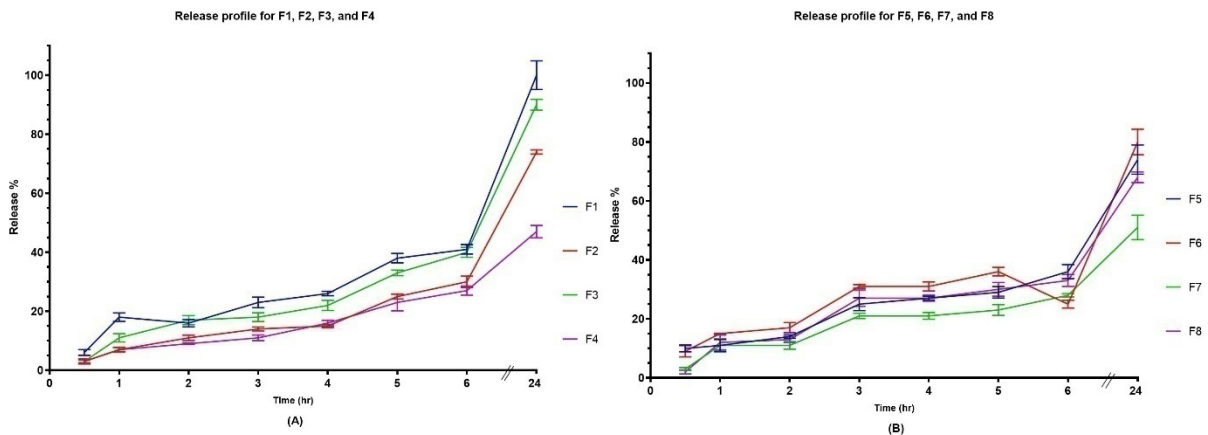 Release profile for F1, F2, F3, and F4
100
80
60
40
20
0
Release %
0
1
2
3
4
5
6
//
24
Time (hr)
(A)
F1
F2
F3
F4
Release profile for F5, F6, F7, and F8
100
80
60
40
20
0
Release %
0
1
2
3
4
5
6
//
24
Time (hr)
(B)
F5
F6
F7
F8